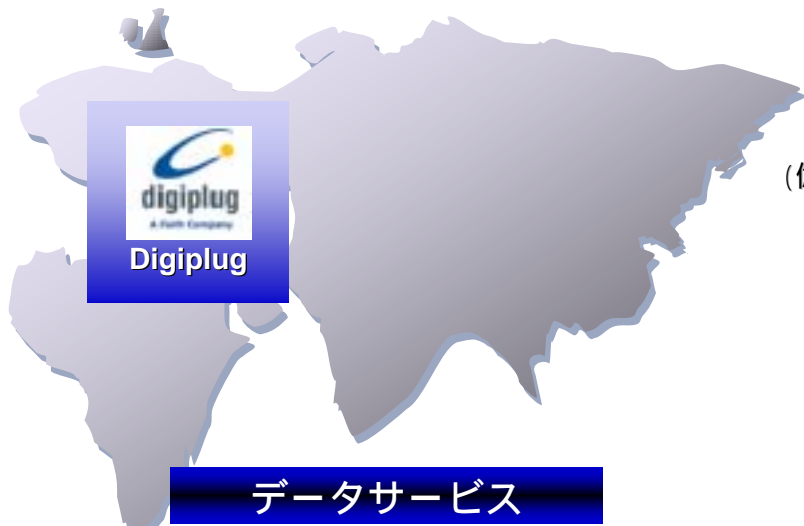 digiplug
A Faith Company
Digiplug
データサービス